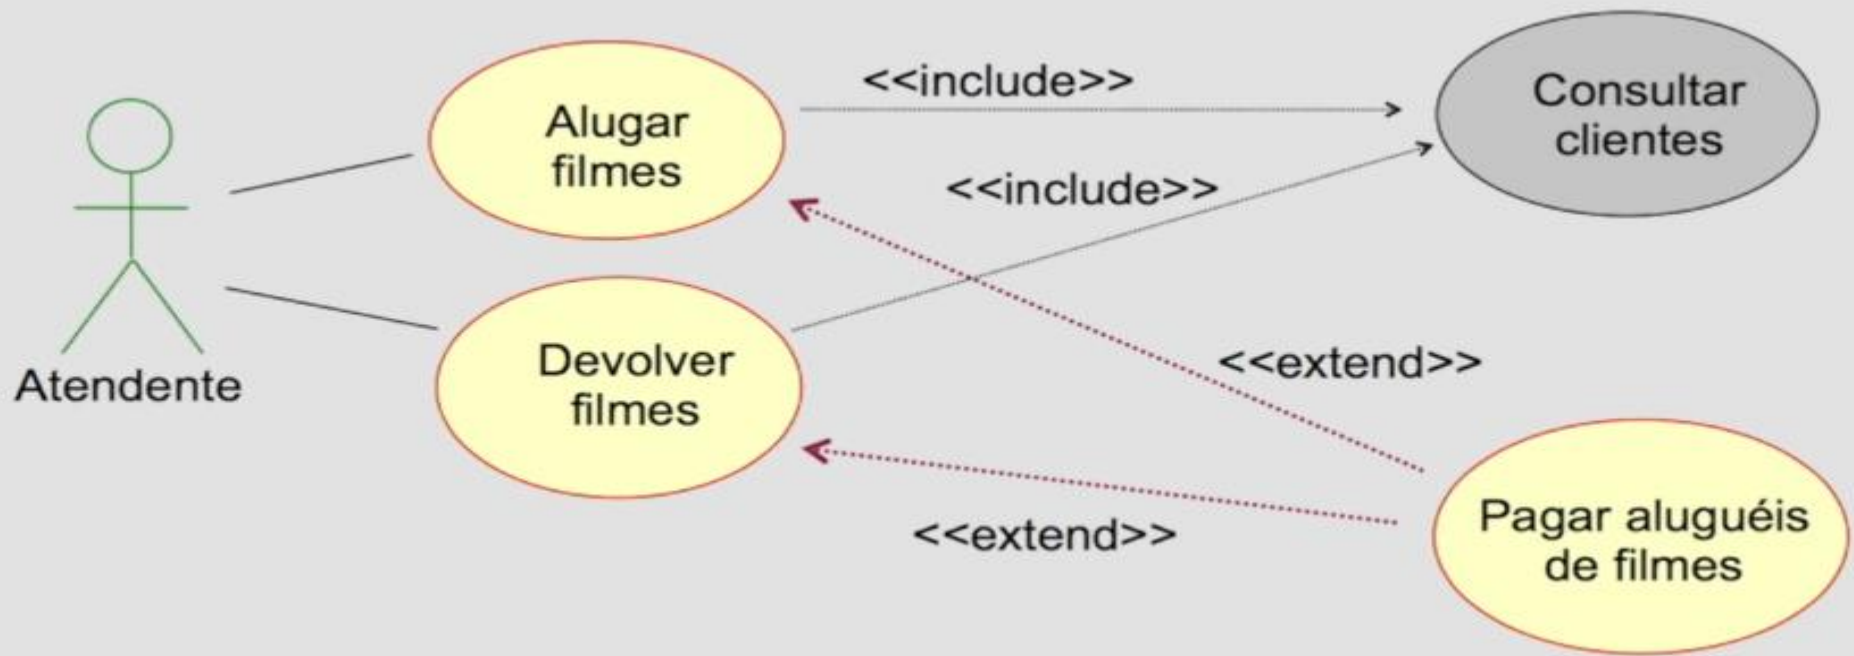 Atendente
Alugar
filmes
Devolver
filmes
<<include>>
<<include>>
Consultar
clientes
<<extend>>
<<extend>>
Pagar aluguéis
de filmes